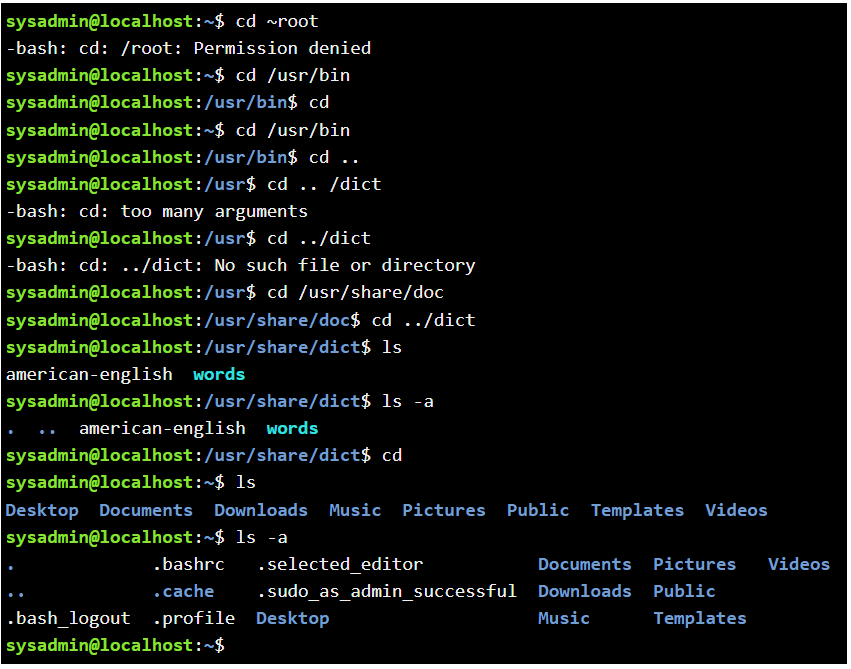 sysadmin@localhost:~$ cd ~root
-bash: cd: /root: Permission denied
sysadmin@localhost:~$ cd /usr/bin
sysadmin@localhost:/usr/bin$ cd
sysadmin@localhost:~$ cd /usr/bin
sysadmin@localhost:/usr/bin$ cd ..
sysadmin@localhost:/usr$ cd .. /dict
-bash: cd: too many arguments
sysadmin@localhost:/usr$ cd ../dict
-bash: cd: ../dict: No such file or directory
sysadmin@localhost:/usr$ cd /usr/share/doc
sysadmin@localhost:/usr/share/doc$ cd ../dict
sysadmin@localhost:/usr/share/dict$ ls
american-english  words
sysadmin@localhost:/usr/share/dict$ ls -a
.  ..  american-english  words
sysadmin@localhost:/usr/share/dict$ cd
sysadmin@localhost:~$ ls
Desktop  Documents  Downloads  Music  Pictures  Public  Templates  Videos
sysadmin@localhost:~$ ls -a
.             .bashrc   .selected_editor           Documents  Pictures   Videos
..            .cache    .sudo_as_admin_successful  Downloads  Public
.bash_logout  .profile  Desktop                    Music      Templates
sysadmin@localhost:~$